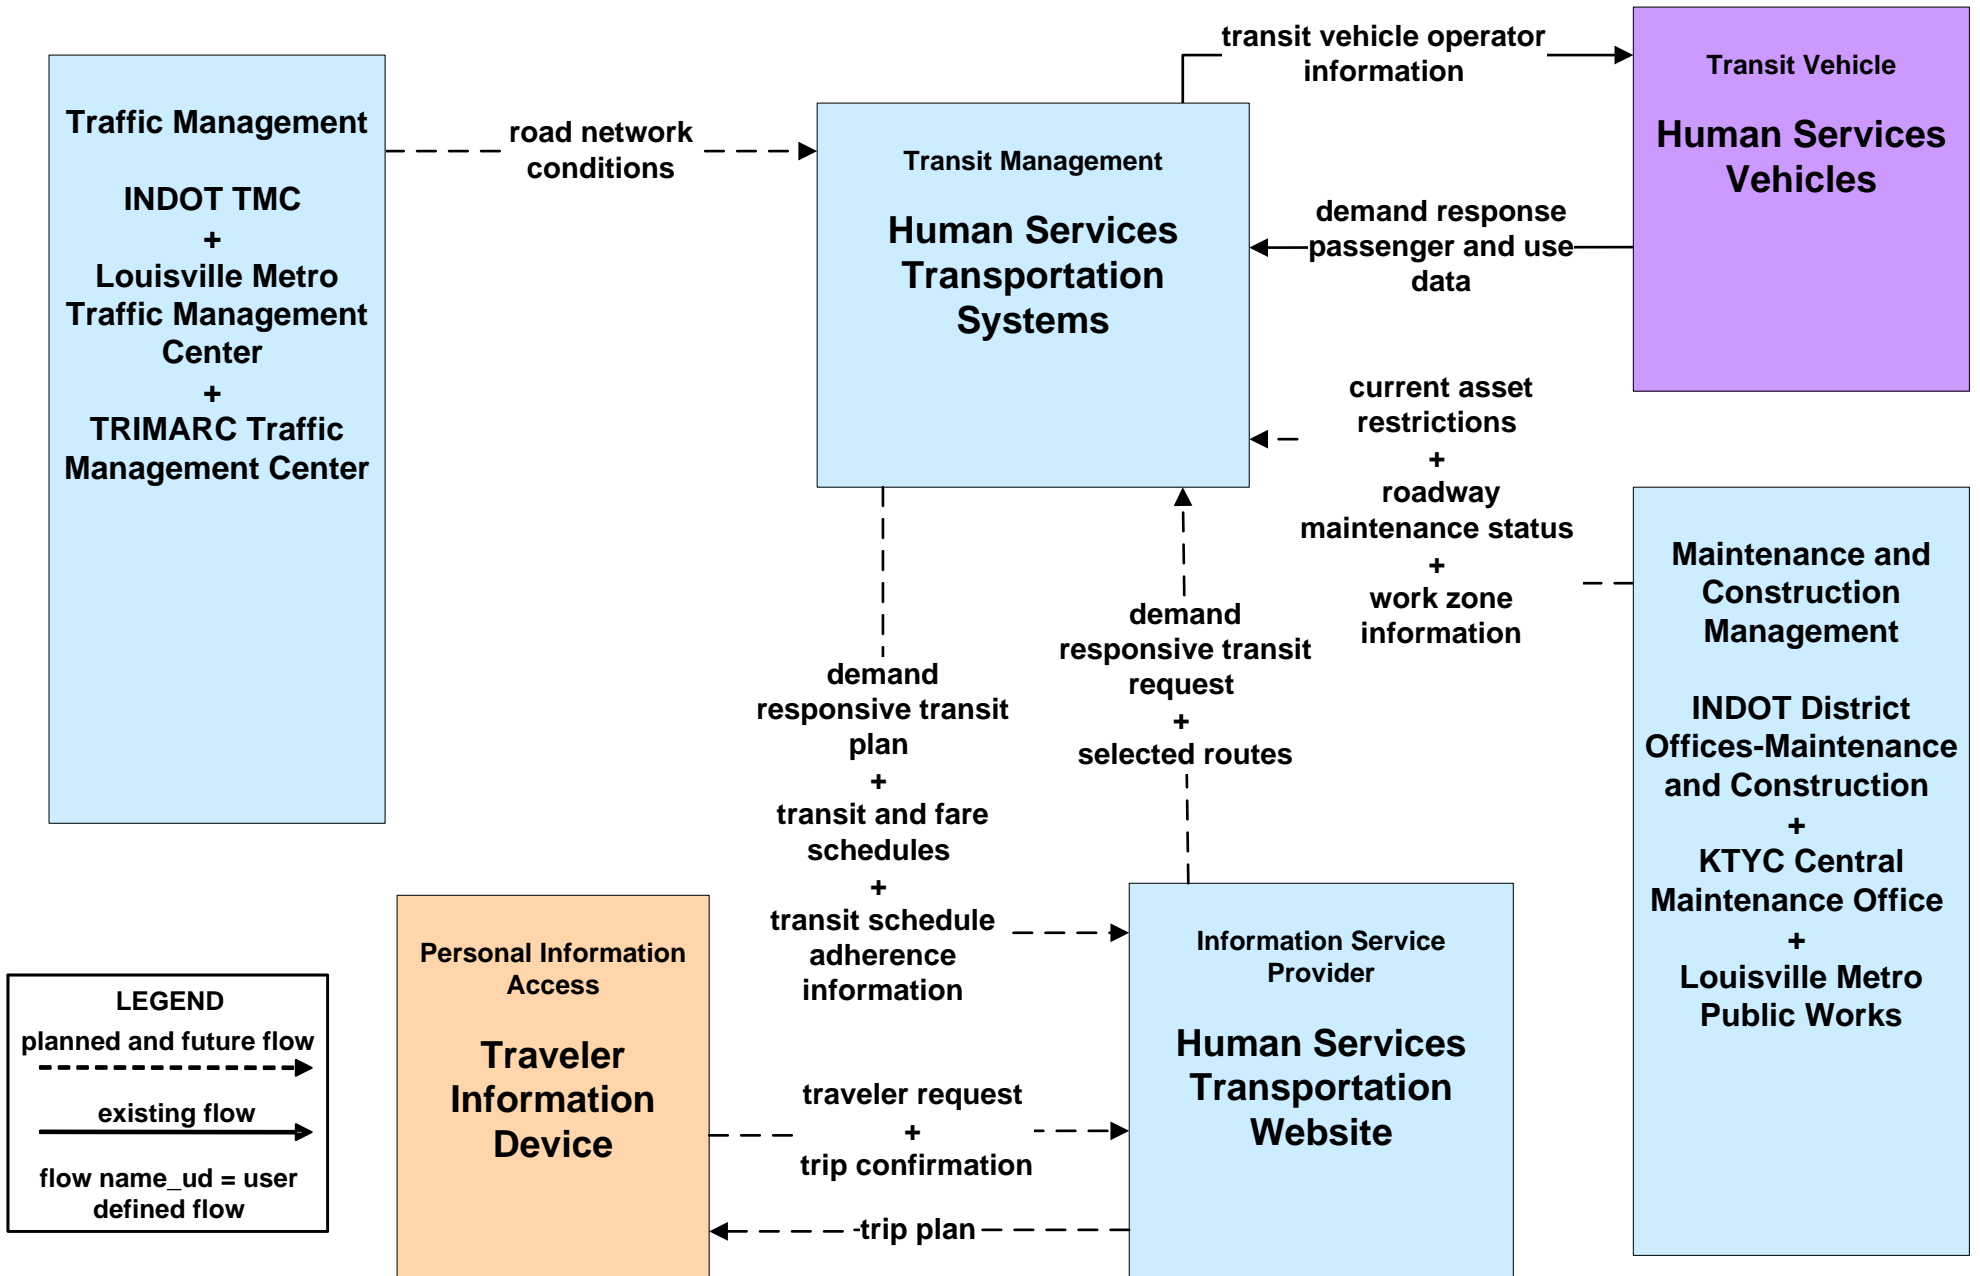 Traffic Management
INDOT TMC
+
Louisville Metro
Traffic Management
Center
+
TRIMARC Traffic
Management Center
road network
conditions
Transit Management
Human Services
Transportation
Systems
transit vehicle operator
information
Transit Vehicle
Human Services
Vehicles
demand response
passenger and use
data
current asset
restrictions
+
roadway
maintenance status
+
work zone
information
Maintenance and
Construction
Management
INDOT District
Offices-Maintenance
and Construction
+
KTYC Central
Maintenance Office
+
Louisville Metro
Public Works
demand
responsive transit
plan
+
transit and fare
schedules
+
transit schedule
adherence
information
demand
responsive transit
request
+
selected routes
Personal Information
Access
Traveler
Information
Device
traveler request
+
trip confirmation
trip plan
Information Service
Provider
Human Services
Transportation
Website
LEGEND
planned and future flow
existing flow
flow name_ud = user
defined flow